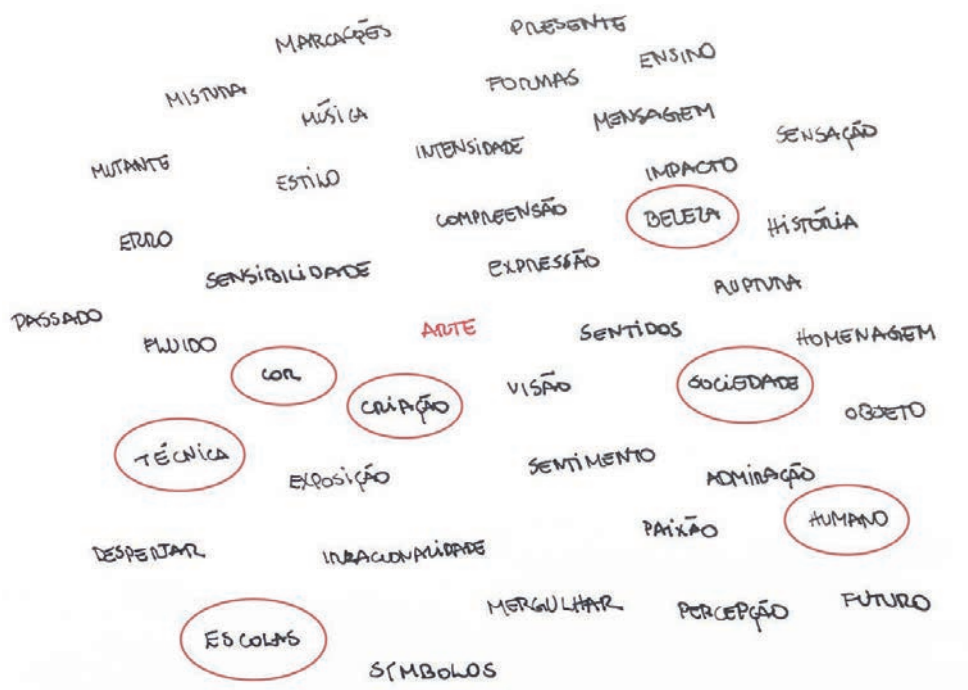 MARCAÇÕES
PRESENTE
ENSINO
MISTURA
FORMAS
MÚSICA
MENSAGEM
SENSAÇÃO
INTENSIDADE
MUTANTE
ESTILO
IMPACTO
COMPREENSÃO
BELEZA
HISTÓRIA
ERRO
SENSIBILIDADE
EXPRESSÃO
RUPTURA
PASSADO
FLUIDO
ARTE
SENTIDOS
HOMENAGEM
COR
CRIAÇÃO
VISÃO
SOCIEDADE
OBJETO
TÉCNICA
EXPOSIÇÃO
SENTIMENTO
ADMIRAÇÃO
HUMANO
PAIXÃO
DESPERTAR
IRRACIONALIDADE
MERGULHAR
PERCEPÇÃO
FUTURO
ESCOLAS
SÍMBOLOS